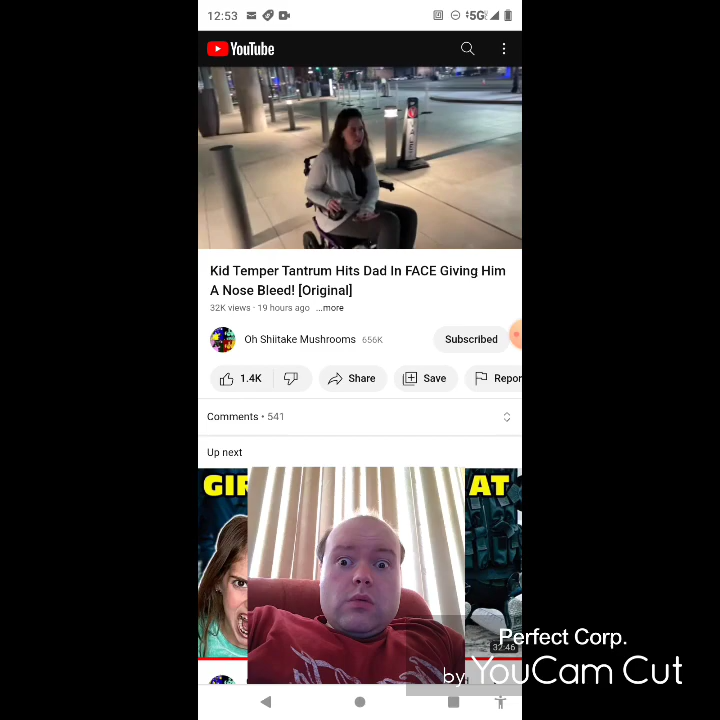 12:53
5G
YouTube
Kid Temper Tantrum Hits Dad In FACE Giving Him
A Nose Bleed! [Original]
32K views · 19 hours ago ...more
Oh Shiitake Mushrooms 656K
Subscribed
1.4K
Share
Save
Repor
Comments • 541
Up next
GIR
AT
32:46
Perfect Corp.
by YouCam Cut